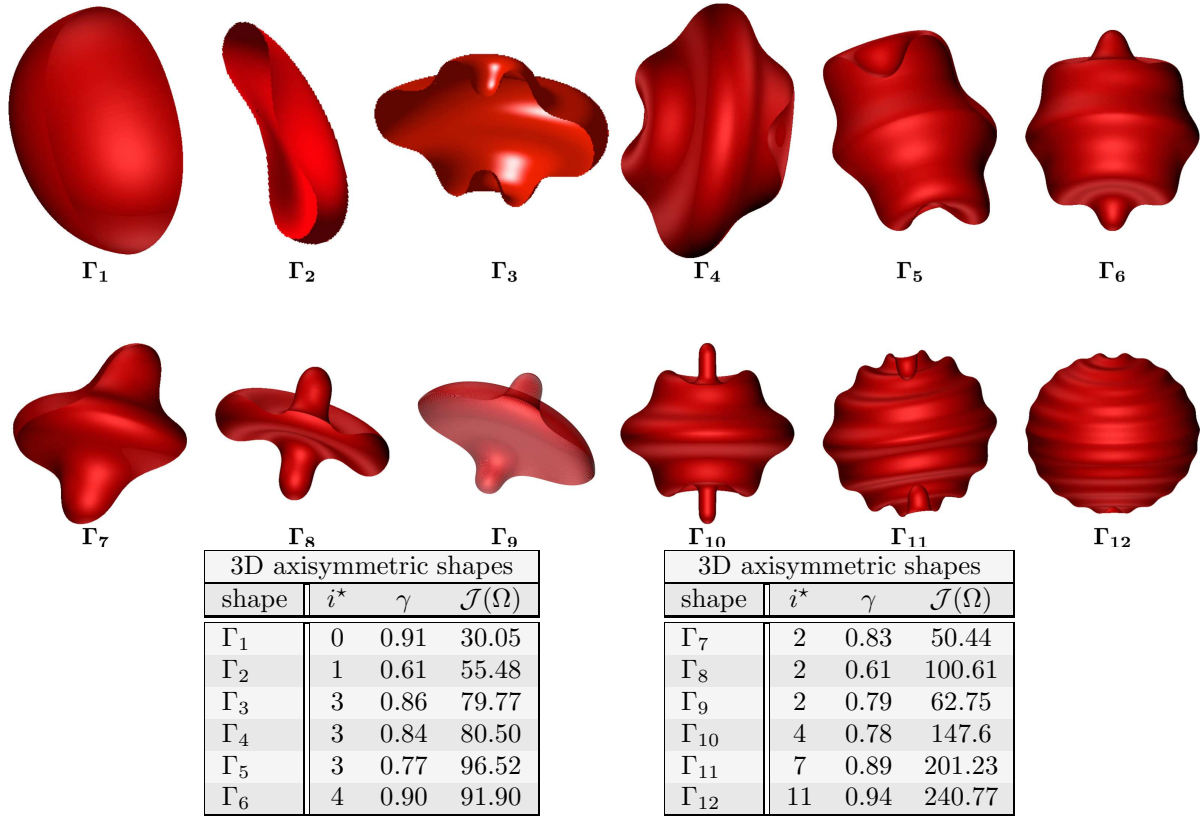 Γ₁ Γ₂ Γ₃ Γ₄ Γ₅ Γ₆
Γ₇ Γ₈ Γ₉ Γ₁₀ Γ₁₁ Γ₁₂
3D axisymmetric shapes
shape i⋆ γ 𝒥(Ω)
Γ₁ 0 0.91 30.05
Γ₂ 1 0.61 55.48
Γ₃ 3 0.86 79.77
Γ₄ 3 0.84 80.50
Γ₅ 3 0.77 96.52
Γ₆ 4 0.90 91.90
3D axisymmetric shapes
shape i⋆ γ 𝒥(Ω)
Γ₇ 2 0.83 50.44
Γ₈ 2 0.61 100.61
Γ₉ 2 0.79 62.75
Γ₁₀ 4 0.78 147.6
Γ₁₁ 7 0.89 201.23
Γ₁₂ 11 0.94 240.77